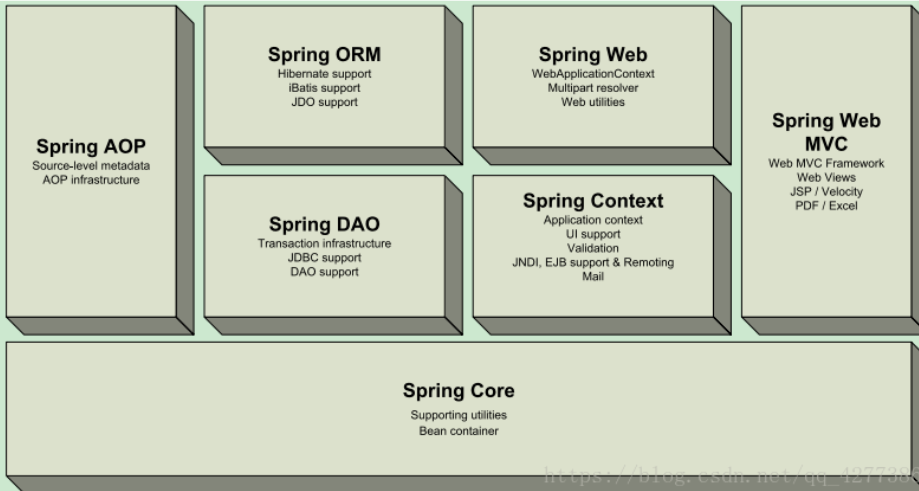 Spring AOP
Source-level metadata
AOP infrastructure
Spring ORM
Hibernate support
iBatis support
JDO support
Spring Web
WebApplicationContext
Multipart resolver
Web utilities
Spring Web
MVC
Web MVC Framework
Web Views
JSP / Velocity
PDF / Excel
Spring DAO
Transaction infrastructure
JDBC support
DAO support
Spring Context
Application context
UI support
Validation
JNDI, EJB support & Remoting
Mail
Spring Core
Supporting utilities
Bean container
https://blog.csdn.net/qq_4277386